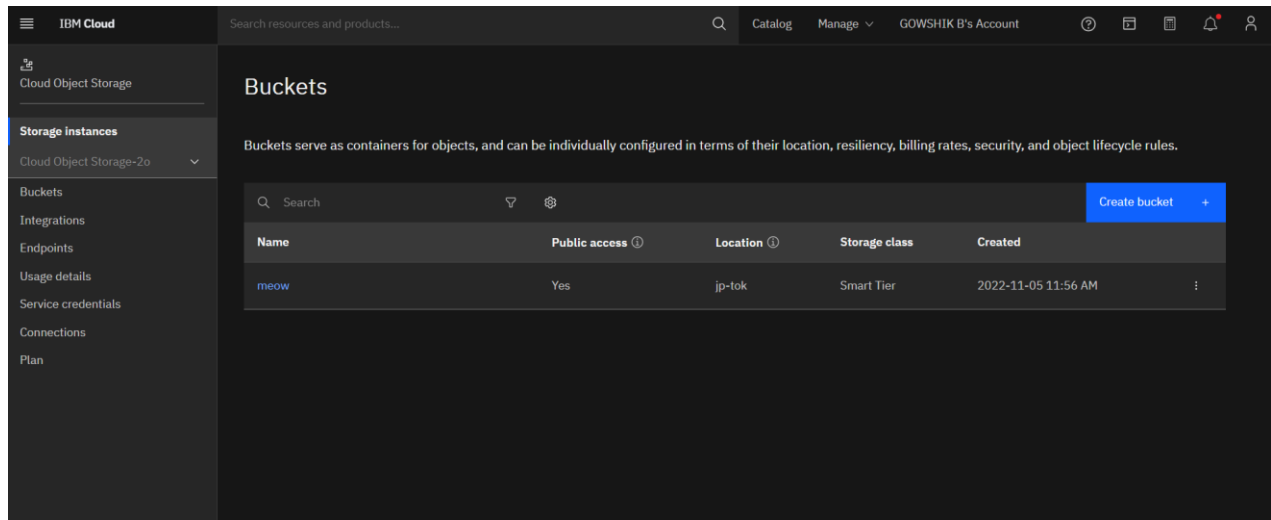 IBM Cloud
Search resources and products...
Catalog
Manage
GOWSHIK B's Account
Cloud Object Storage
Storage instances
Cloud Object Storage-2o
Buckets
Integrations
Endpoints
Usage details
Service credentials
Connections
Plan
Buckets
Buckets serve as containers for objects, and can be individually configured in terms of their location, resiliency, billing rates, security, and object lifecycle rules.
Search
Create bucket +
Name Public access Location Storage class Created
meow Yes jp-tok Smart Tier 2022-11-05 11:56 AM